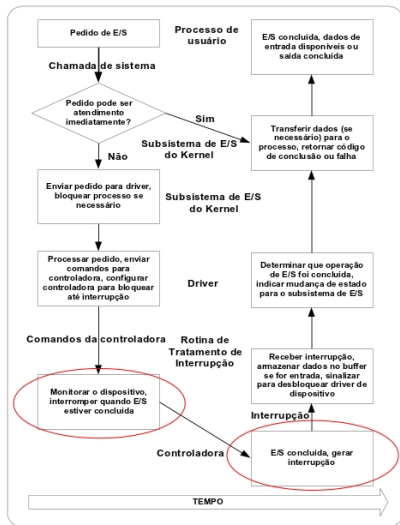 Pedido de E/S
Processo de
usuário
E/S concluída, dados de
entrada disponíveis ou
saída concluída
Chamada de sistema
Pedido pode ser
atendimento
imediatamente?
Sim
Subsistema de E/S
do Kernel
Transferir dados (se
necessário) para o
processo, retornar código
de conclusão ou falha
Não
Enviar pedido para driver,
bloquear processo se
necessário
Subsistema de E/S
do Kernel
Processar pedido, enviar
comandos para
controladora, configurar
controladora para bloquear
até interrupção
Driver
Determinar que operação
de E/S foi concluída,
indicar mudança de estado
para o subsistema de E/S
Comandos da controladora
Rotina de
Tratamento de
Interrupção
Receber interrupção,
armazenar dados no buffer
se for entrada, sinalizar
para desbloquear driver de
dispositivo
Monitorar o dispositivo,
interromper quando E/S
estiver concluída
Interrupção
Controladora
E/S concluída, gerar
interrupção
TEMPO